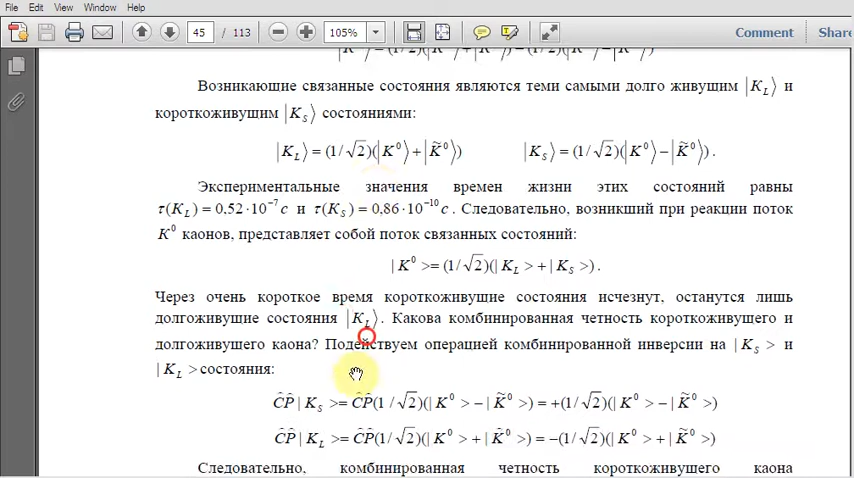 File Edit View Window Help
45 / 113 105% Comment Share
|K⟩ = (1/2)(|K⟩ + |K⟩) = (1/2)(|K⟩ − |K⟩)
Возникающие связанные состояния являются теми самыми долго живущим |K_L⟩ и
короткоживушим |K_S⟩ состояниями:
|K_L⟩ = (1/√2)(|K⁰⟩ + |K̃⁰⟩) |K_S⟩ = (1/√2)(|K⁰⟩ − |K̃⁰⟩) .
Экспериментальные значения времен жизни этих состояний равны
τ(K_L) = 0,52·10⁻⁷ c и τ(K_S) = 0,86·10⁻¹⁰ c . Следовательно, возникший при реакции поток
K⁰ каонов, представляет собой поток связанных состояний:
| K⁰ >= (1/√2)(| K_L > + | K_S >) .
Через очень короткое время короткоживущие состояния исчезнут, останутся лишь
долгоживущие состояния |K_L⟩. Какова комбинированная четность короткоживущего и
долгоживущего каона? Подействуем операцией комбинированной инверсии на | K_S > и
| K_L > состояния:
ĈP̂ | K_S >= ĈP̂(1/√2)(| K⁰ > − | K̃⁰ >) = +(1/√2)(| K⁰ > − | K̃⁰ >)
ĈP̂ | K_L >= ĈP̂(1/√2)(| K⁰ > + | K̂⁰ >) = −(1/√2)(| K⁰ > + | K̃⁰ >)
Следовательно, комбинированная четность короткоживущего каона